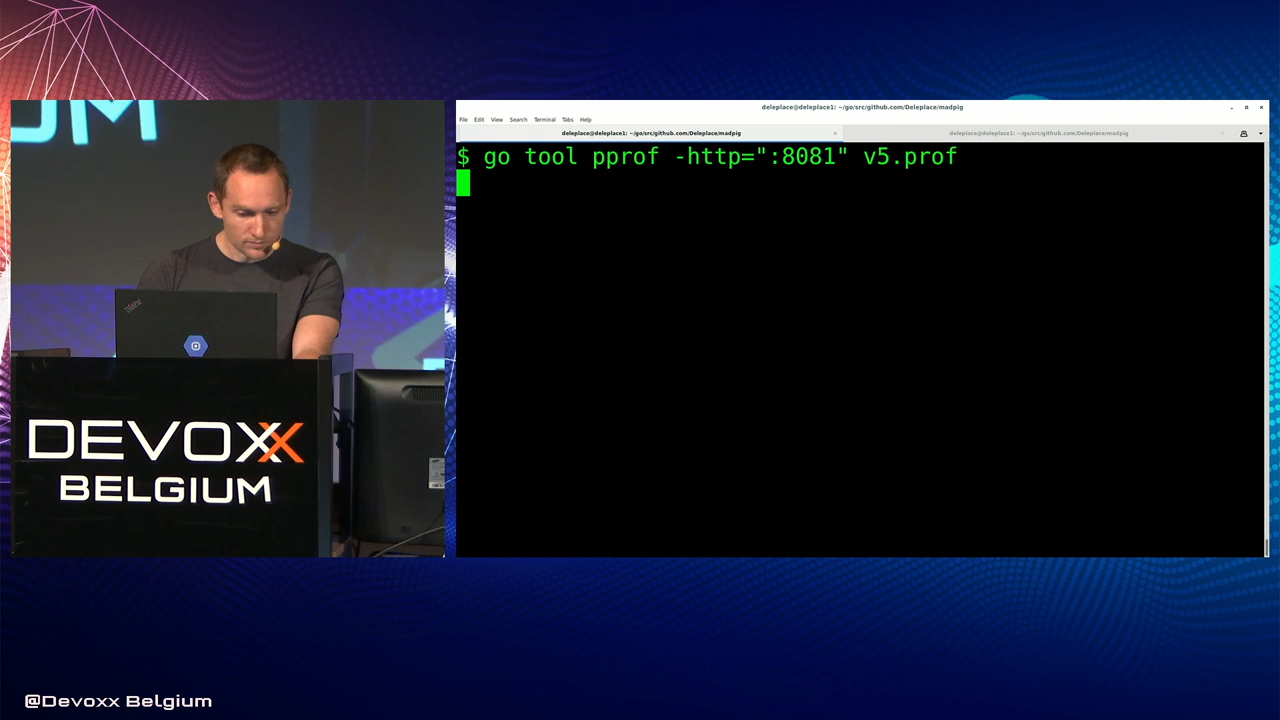 UM
ThinkPad
DEVOXX
BELGIUM
deleplace@deleplace1: ~/go/src/github.com/Deleplace/madpig
File Edit View Search Terminal Tabs Help
deleplace@deleplace1: ~/go/src/github.com/Deleplace/madpig
deleplace@deleplace1: ~/go/src/github.com/Deleplace/madpig
$ go tool pprof -http=":8081" v5.prof
@Devoxx Belgium